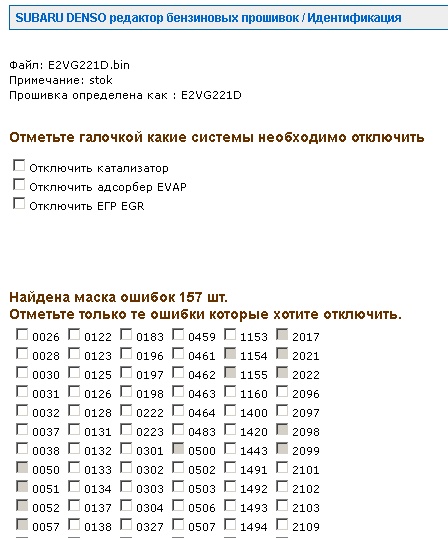 SUBARU DENSO редактор бензиновых прошивок / Идентификация
Файл: E2VG221D.bin
Примечание: stok
Прошивка определена как : E2VG221D
Отметьте галочкой какие системы необходимо отключить
Отключить катализатор
Отключить адсорбер EVAP
Отключить ЕГР EGR
Найдена маска ошибок 157 шт.
Отметьте только те ошибки которые хотите отключить.
0026 0122 0183 0459 1153 2017
0028 0123 0196 0461 1154 2021
0030 0125 0197 0462 1155 2022
0031 0126 0198 0463 1160 2096
0032 0128 0222 0464 1400 2097
0037 0131 0223 0483 1420 2098
0038 0132 0301 0500 1443 2099
0050 0133 0302 0502 1491 2101
0051 0134 0303 0503 1492 2102
0052 0137 0304 0506 1493 2103
0057 0138 0327 0507 1494 2109